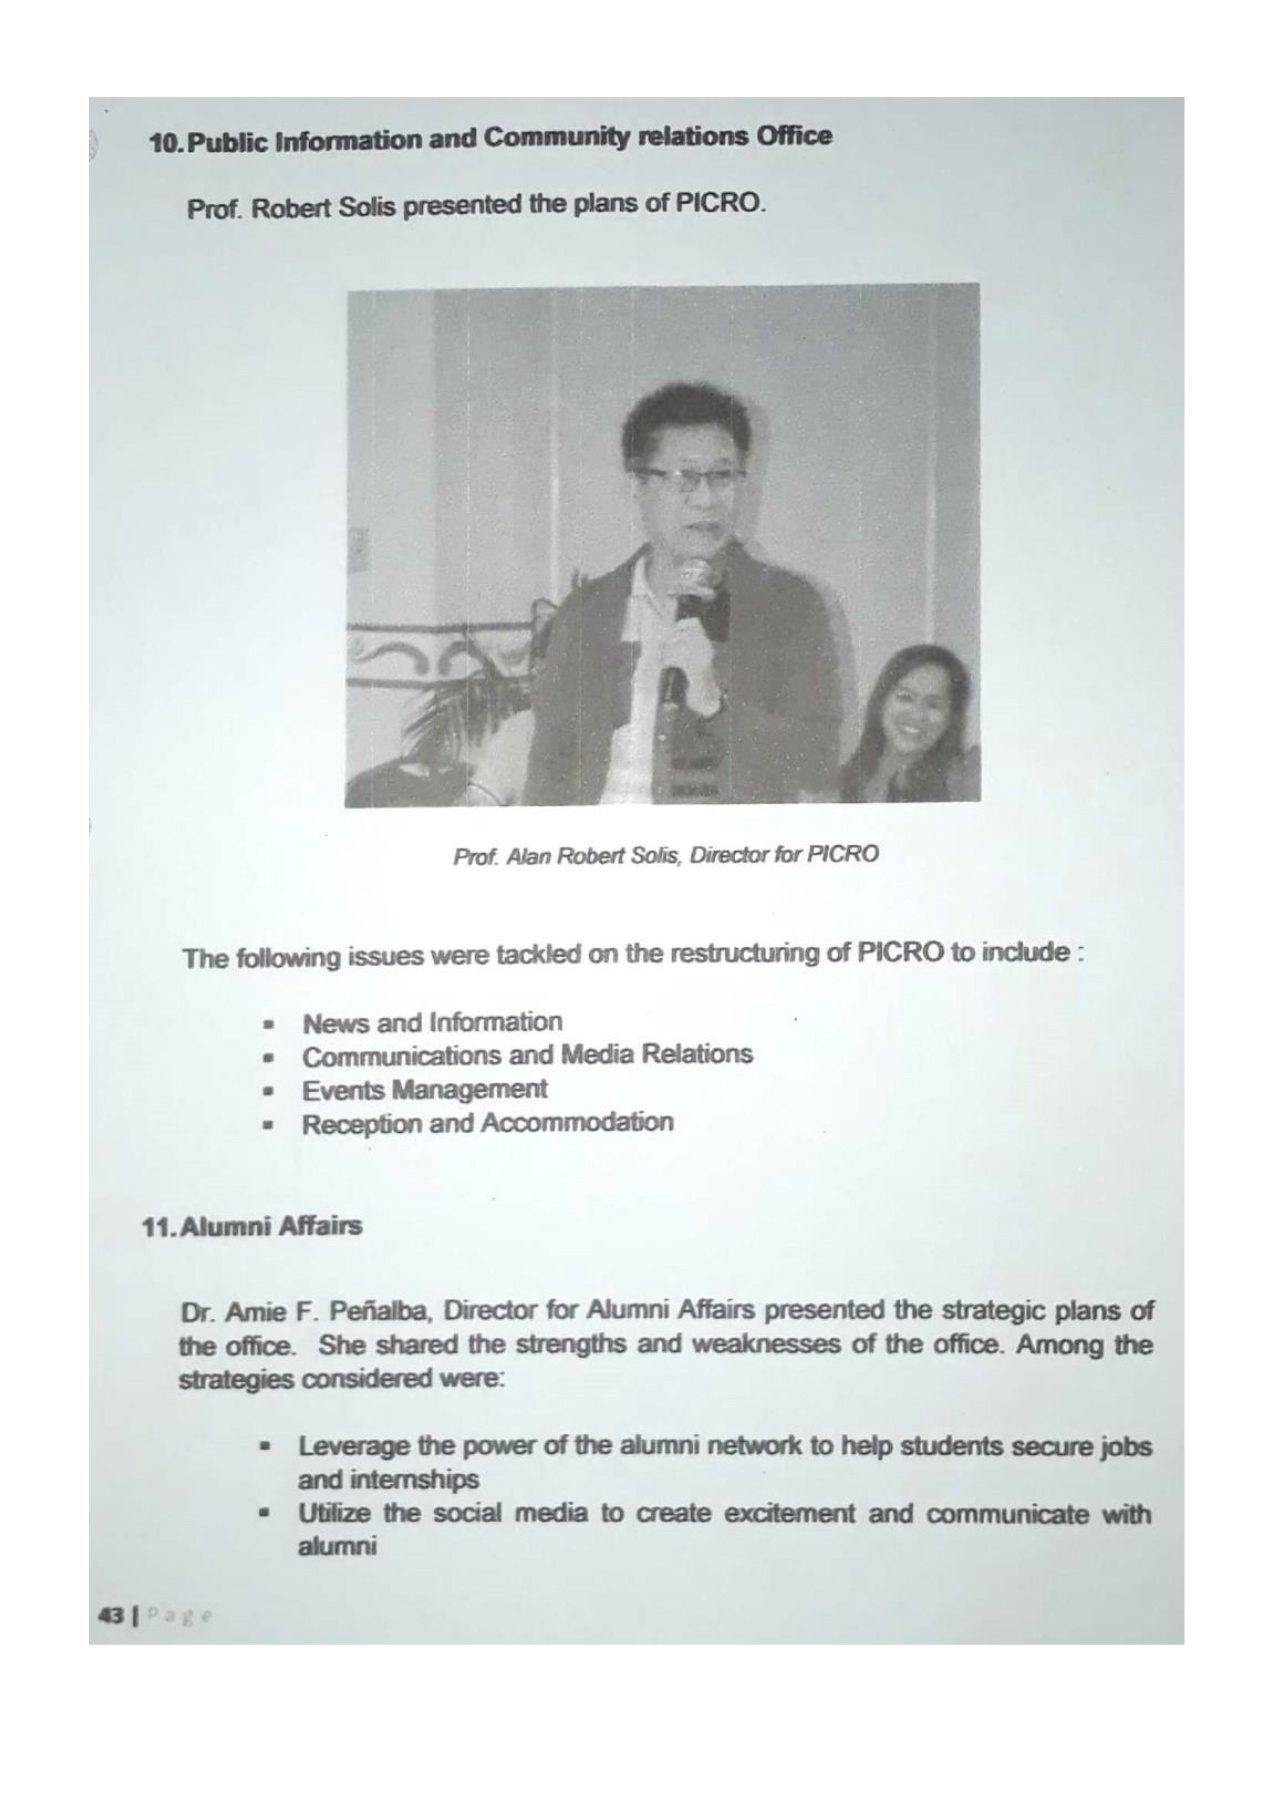 10. Public Information and Community relations Office
Prof. Robert Solis presented the plans of PICRO.
Prof. Alan Robert Solis, Director for PICRO
The following issues were tackled on the restructuring of PICRO to include :
▪ News and Information
▪ Communications and Media Relations
▪ Events Management
▪ Reception and Accommodation
11. Alumni Affairs
Dr. Amie F. Peñalba, Director for Alumni Affairs presented the strategic plans of
the office. She shared the strengths and weaknesses of the office. Among the
strategies considered were:
▪ Leverage the power of the alumni network to help students secure jobs
and internships
▪ Utilize the social media to create excitement and communicate with
alumni
43 | Page